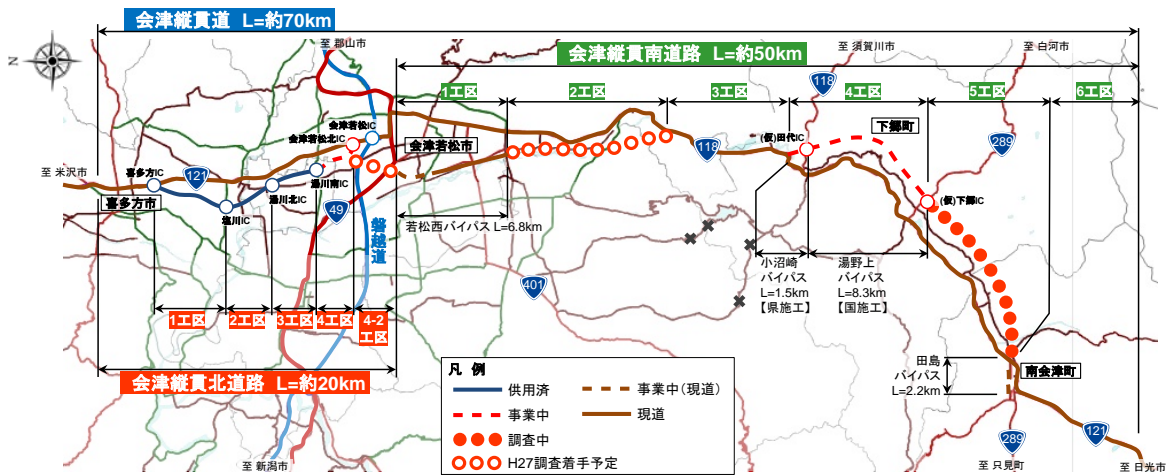 会津縦貫道 L=約70km
至 郡山市
会津縦貫南道路 L=約50km
至 須賀川市
至 白河市
N
118
1工区
2工区
3工区
4工区
5工区
6工区
会津若松IC
会津若松北IC
会津若松市
(仮)田代IC
下郷町
289
118
至 米沢市
喜多方IC
121
湯川南IC
湯川北IC
塩川IC
喜多方市
(仮)下郷IC
49
磐越道
若松西バイパス L=6.8km
401
小沼崎
バイパス
L=1.5km
【県施工】
湯野上
バイパス
L=8.3km
【国施工】
1工区
2工区
3工区
4工区
4-2
工区
会津縦貫北道路 L=約20km
田島
バイパス
L=2.2km
南会津町
凡 例
供用済
事業中(現道)
事業中
現道
調査中
H27調査着手予定
121
289
至 新潟市
至 只見町
至 日光市